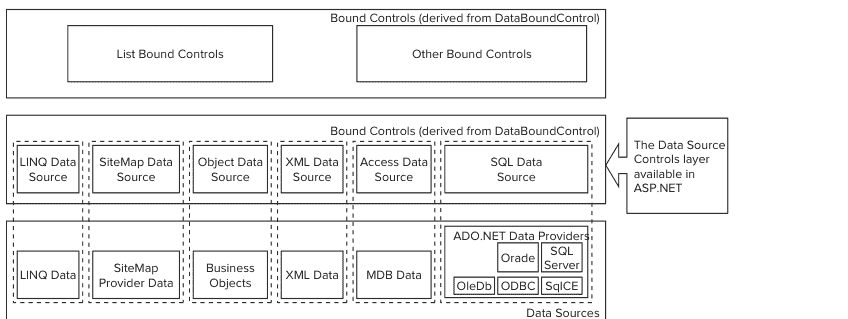 Bound Controls (derived from DataBoundControl)
List Bound Controls
Other Bound Controls
Bound Controls (derived from DataBoundControl)
LINQ Data
Source
SiteMap Data
Source
Object Data
Source
XML Data
Source
Access Data
Source
SQL Data
Source
The Data Source
Controls layer
available in
ASP.NET
LINQ Data
SiteMap
Provider Data
Business
Objects
XML Data
MDB Data
ADO.NET Data Providers
Orade
SQL
Server
OleDb
ODBC
SqlCE
Data Sources